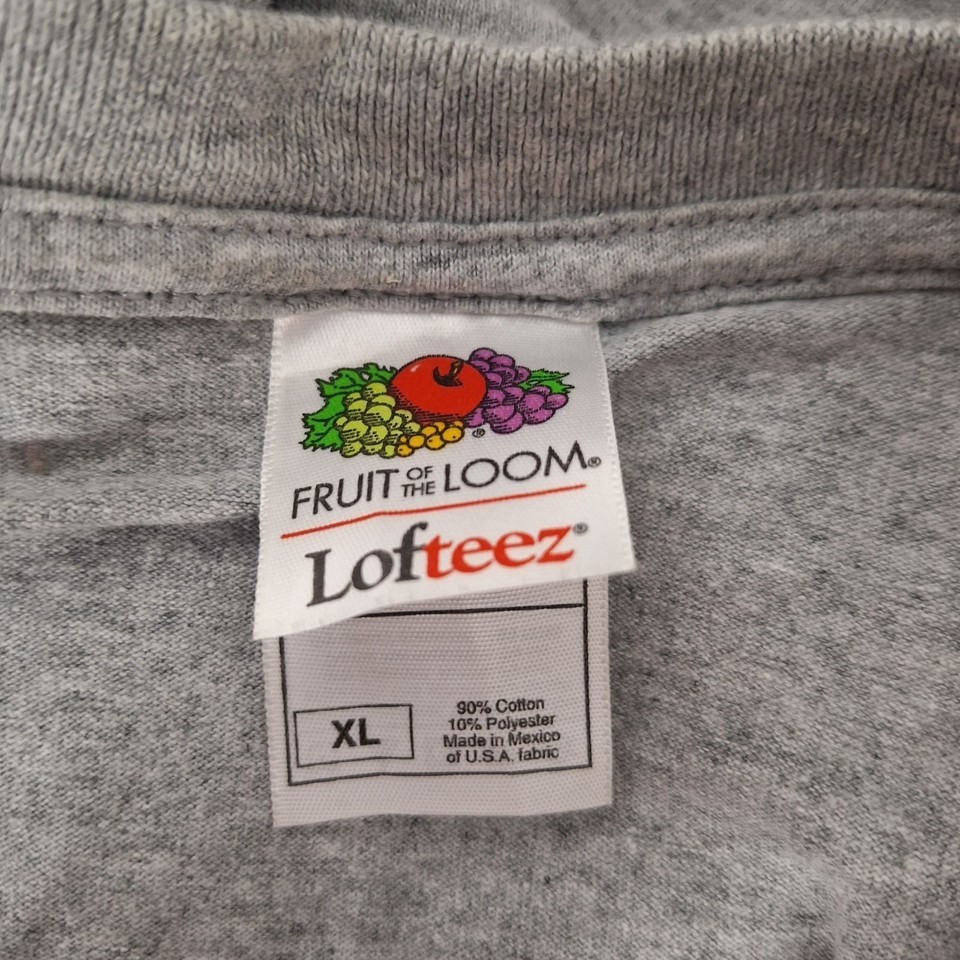 FRUIT OF THE LOOM®
Lofteez®
XL
90% Cotton
10% Polyester
Made in Mexico
of U.S.A. fabric